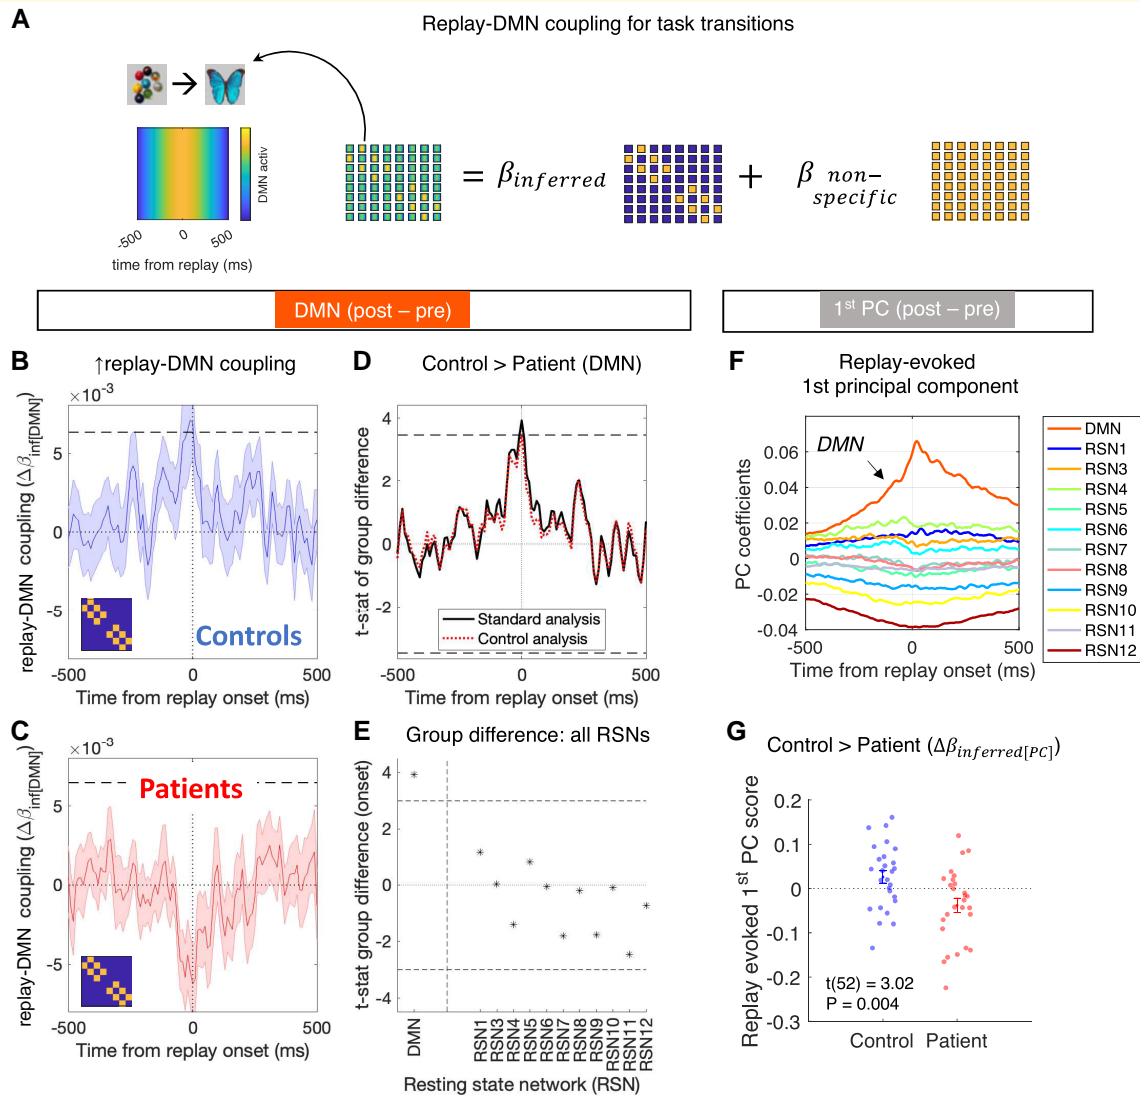 A
Replay-DMN coupling for task transitions
DMN activ
-500 0 500
time from replay (ms)
= βinferred + β non-specific
DMN (post – pre)
1st PC (post – pre)
B
↑replay-DMN coupling
×10-3
replay-DMN coupling (Δβinf[DMN])
5
0
-5
Controls
-500 0 500
Time from replay onset (ms)
C
×10-3
replay-DMN coupling (Δβinf[DMN])
Patients
5
0
-5
-500 0 500
Time from replay onset (ms)
D
Control > Patient (DMN)
t-stat of group difference
4
2
0
-2
Standard analysis
Control analysis
-500 0 500
Time from replay onset (ms)
E
Group difference: all RSNs
t-stat group difference (onset)
4
2
0
-2
-4
DMN
RSN1
RSN3
RSN4
RSN5
RSN6
RSN7
RSN8
RSN9
RSN10
RSN11
RSN12
Resting state network (RSN)
F
Replay-evoked
1st principal component
PC coefficients
0.06
0.04
0.02
0
-0.02
-0.04
DMN
-500 0 500
Time from replay onset (ms)
DMN
RSN1
RSN3
RSN4
RSN5
RSN6
RSN7
RSN8
RSN9
RSN10
RSN11
RSN12
G
Control > Patient (Δβinferred[PC])
Replay evoked 1st PC score
0.2
0.1
0
-0.1
-0.2
-0.3
t(52) = 3.02
P = 0.004
Control Patient